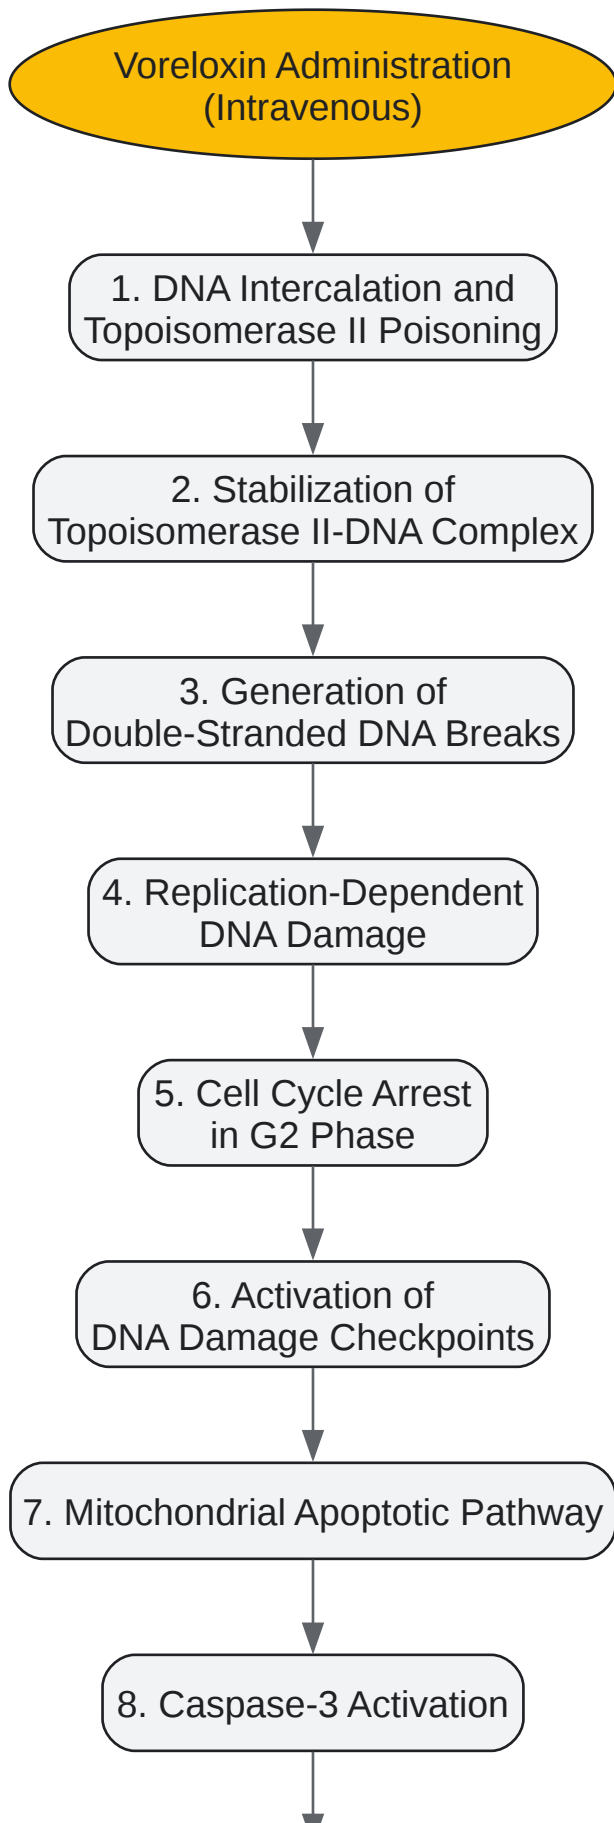 Voreloxin Administration
(Intravenous)
1. DNA Intercalation and
Topoisomerase II Poisoning
2. Stabilization of
Topoisomerase II-DNA Complex
3. Generation of
Double-Stranded DNA Breaks
4. Replication-Dependent
DNA Damage
5. Cell Cycle Arrest
in G2 Phase
6. Activation of
DNA Damage Checkpoints
7. Mitochondrial Apoptotic Pathway
8. Caspase-3 Activation